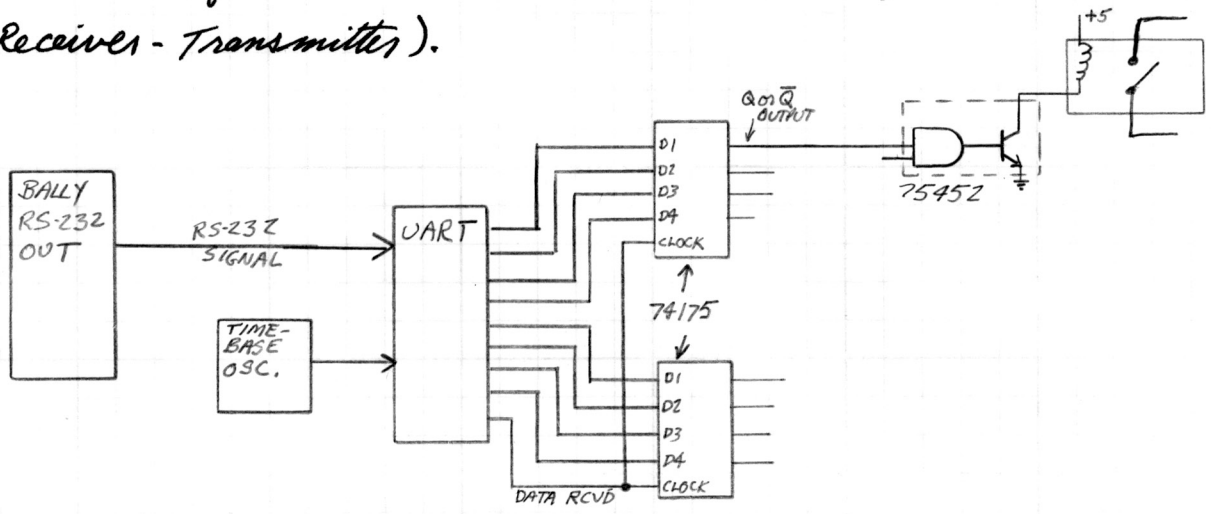 Receiver - Transmitter).
+5
Q or Q̅
OUTPUT
75452
BALLY
RS-232
OUT
RS-232
SIGNAL
UART
TIME-
BASE
OSC.
D1
D2
D3
D4
CLOCK
74175
D1
D2
D3
D4
CLOCK
DATA RCVD